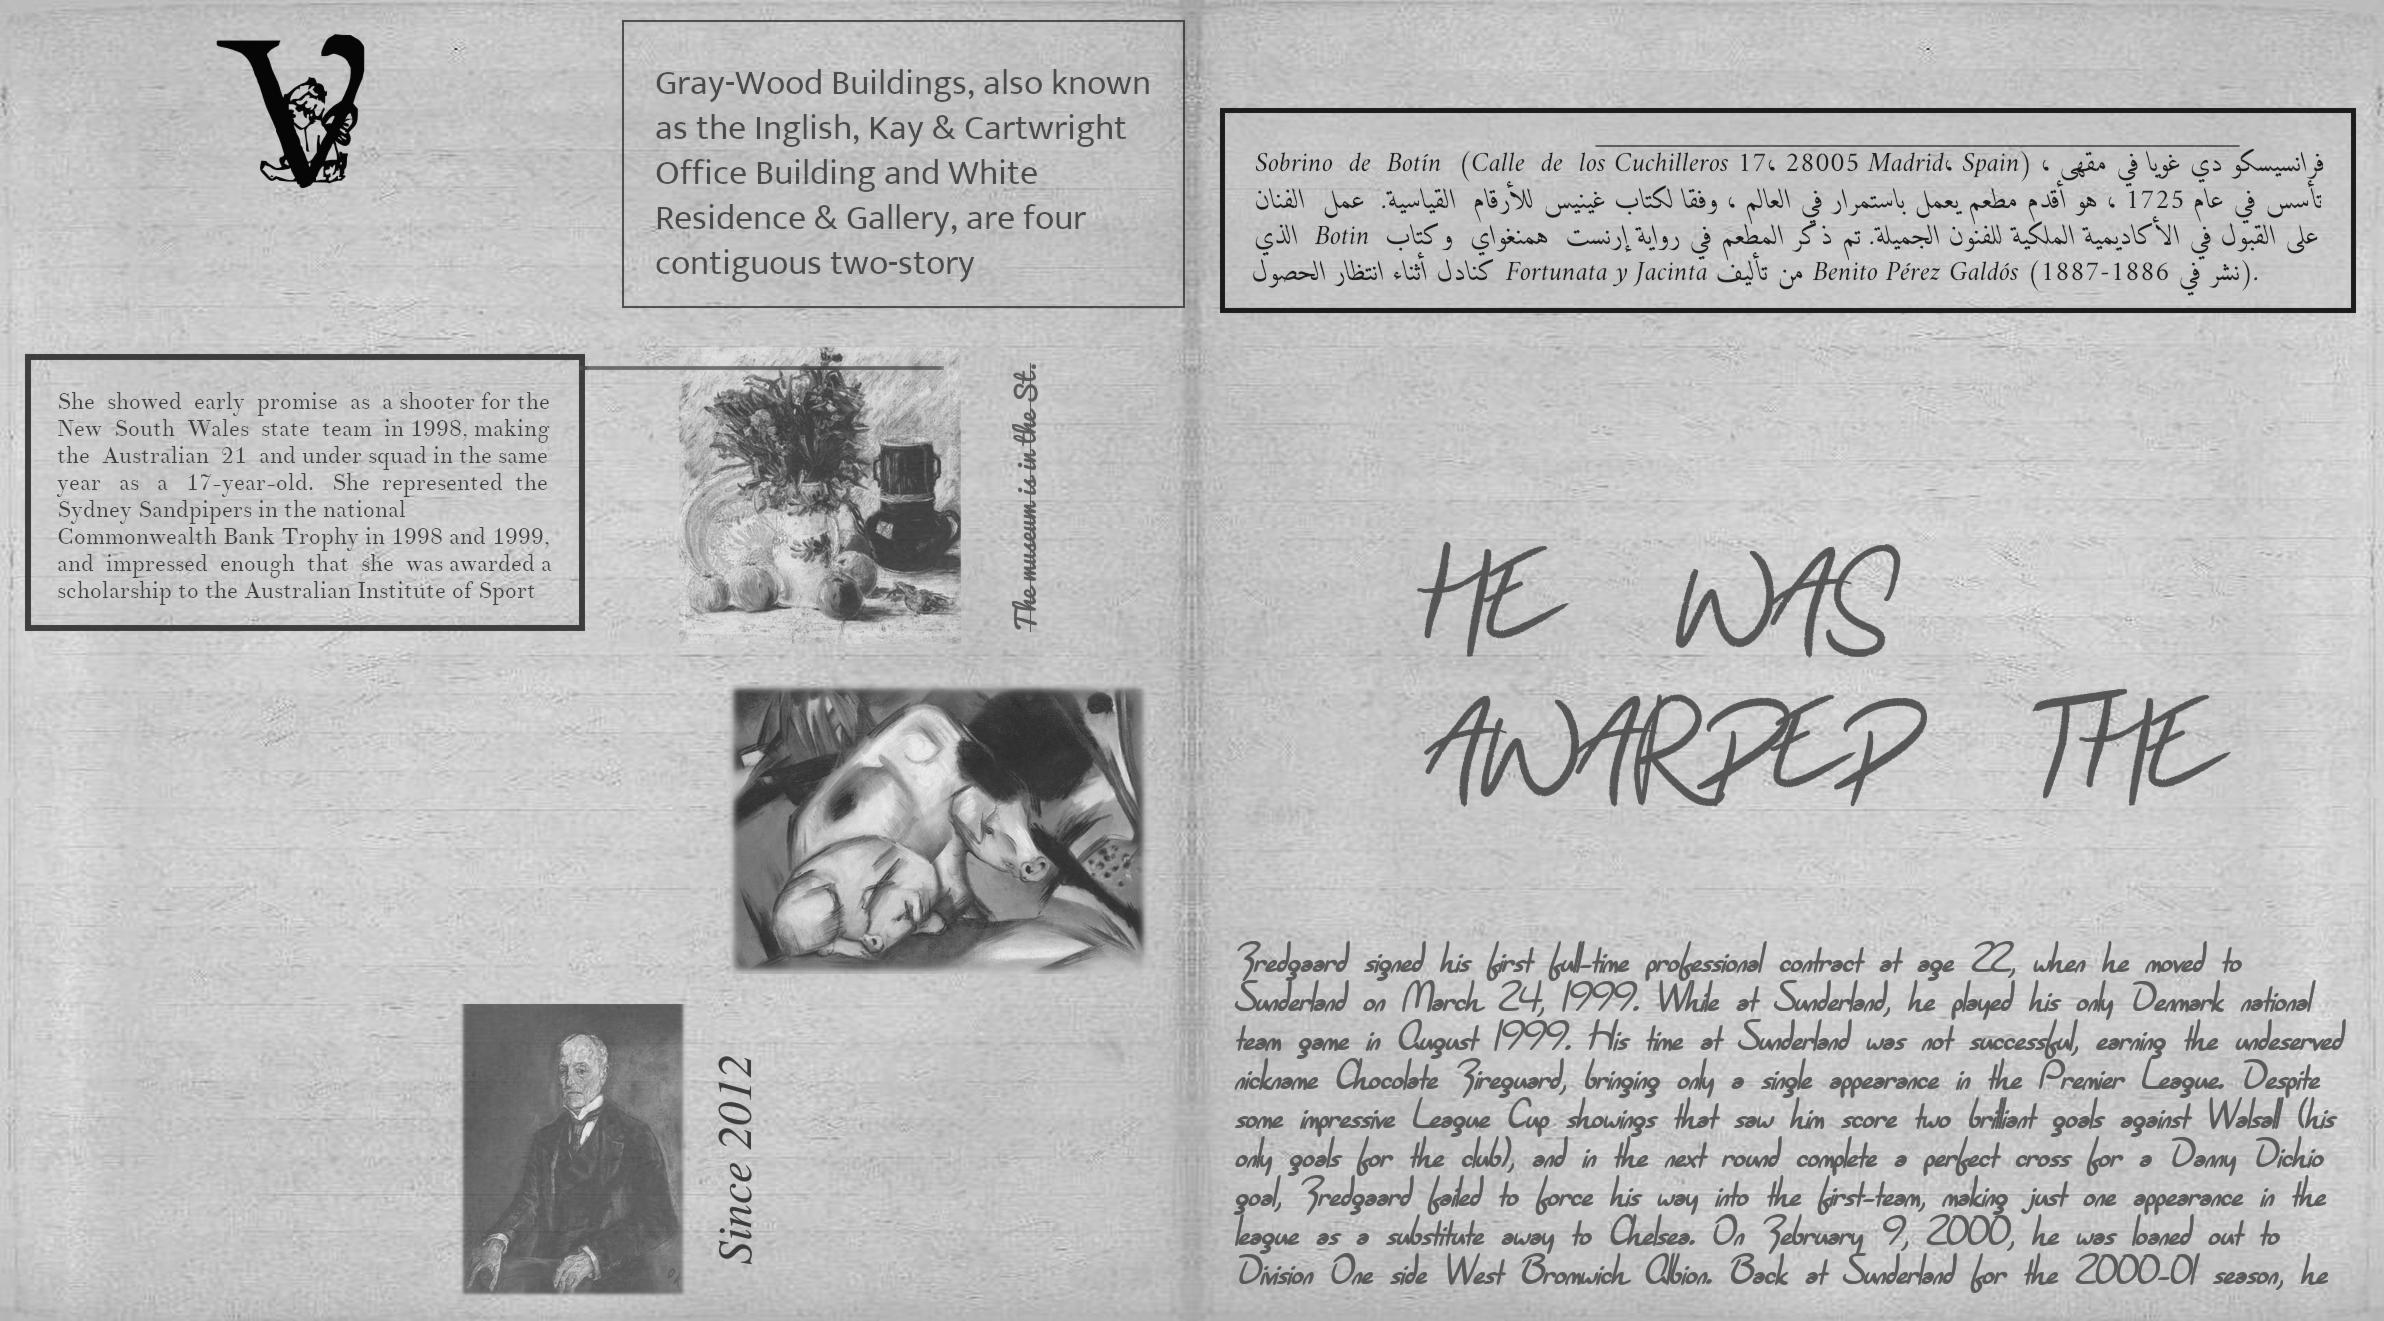 V
Gray-Wood Buildings, also known
as the Inglish, Kay & Cartwright
Office Building and White
Residence & Gallery, are four
contiguous two-story
She showed early promise as a shooter for the
New South Wales state team in 1998, making
the Australian 21 and under squad in the same
year as a 17-year-old. She represented the
Sydney Sandpipers in the national
Commonwealth Bank Trophy in 1998 and 1999,
and impressed enough that she was awarded a
scholarship to the Australian Institute of Sport
The museum is in the St.
Since 2012
Sobrino de Botín (Calle de los Cuchilleros 17، 28005 Madrid، Spain) ، فرانسيسكو دي غويا في مقهى
تأسس في عام 1725 ، هو أقدم مطعم يعمل باستمرار في العالم ، وفقا لكتاب غينيس للأرقام القياسية. عمل الفنان
على القبول في الأكاديمية الملكية للفنون الجميلة. تم ذكر المطعم في رواية إرنست همنغواي وكتاب Botin الذي
كنادل أثناء انتظار الحصول Fortunata y Jacinta من تأليف Benito Pérez Galdós (نشر في 1886-1887).
HE WAS
AWARDED THE
Fredgaard signed his first full-time professional contract at age 22, when he moved to
Sunderland on March 24, 1999. While at Sunderland, he played his only Denmark national
team game in August 1999. His time at Sunderland was not successful, earning the undeserved
nickname Chocolate Fireguard, bringing only a single appearance in the Premier League. Despite
some impressive League Cup showings that saw him score two brilliant goals against Walsall (his
only goals for the club), and in the next round complete a perfect cross for a Danny Dichio
goal, Fredgaard failed to force his way into the first-team, making just one appearance in the
league as a substitute away to Chelsea. On February 9, 2000, he was loaned out to
Division One side West Bromwich Albion. Back at Sunderland for the 2000-01 season, he